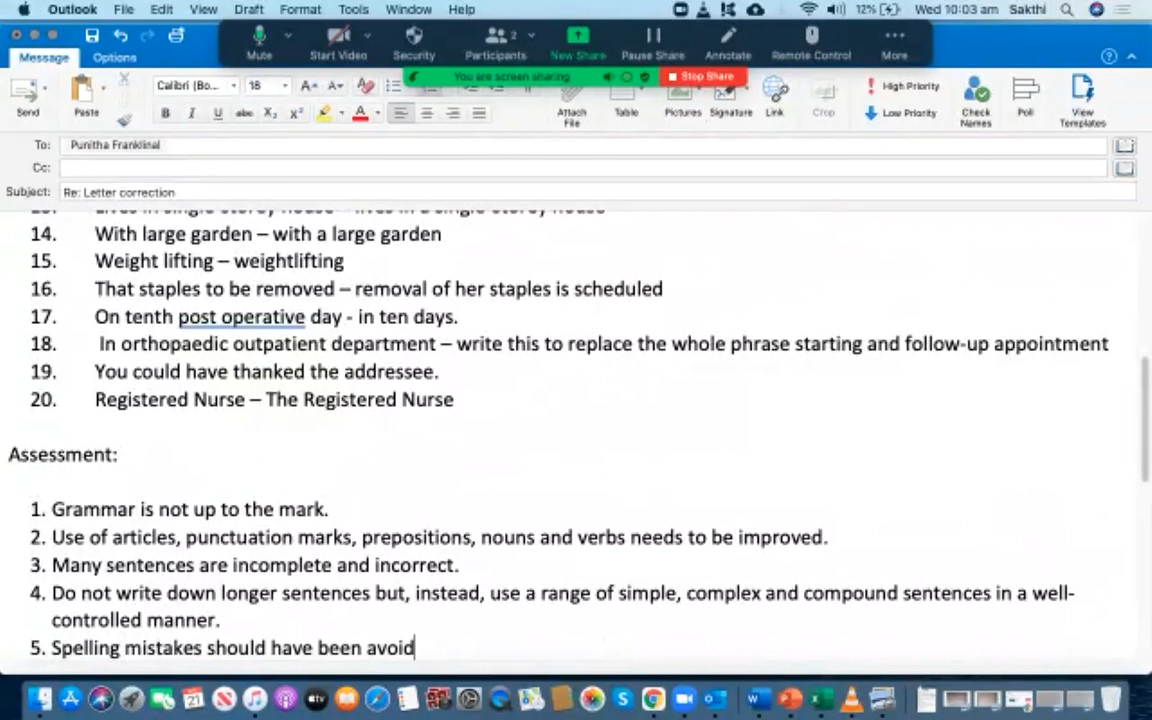 Outlook File Edit View Draft Format Tools Window Help 12% Wed 10:03 am Sakthi
Mute Start Video Security Participants 2 New Share Pause Share Annotate Remote Control More
Message Options
You are screen sharing Stop Share
Send Paste Calibri (Bo... 18 A+ A- Attach File Table Pictures Signature Link Crop High Priority Low Priority Check Names Poll View Templates
B I U abc X2 X2 A
To: Punitha Franklinal
Cc:
Subject: Re: Letter correction
14. With large garden – with a large garden
15. Weight lifting – weightlifting
16. That staples to be removed – removal of her staples is scheduled
17. On tenth post operative day - in ten days.
18. In orthopaedic outpatient department – write this to replace the whole phrase starting and follow-up appointment
19. You could have thanked the addressee.
20. Registered Nurse – The Registered Nurse
Assessment:
1. Grammar is not up to the mark.
2. Use of articles, punctuation marks, prepositions, nouns and verbs needs to be improved.
3. Many sentences are incomplete and incorrect.
4. Do not write down longer sentences but, instead, use a range of simple, complex and compound sentences in a well-
controlled manner.
5. Spelling mistakes should have been avoid